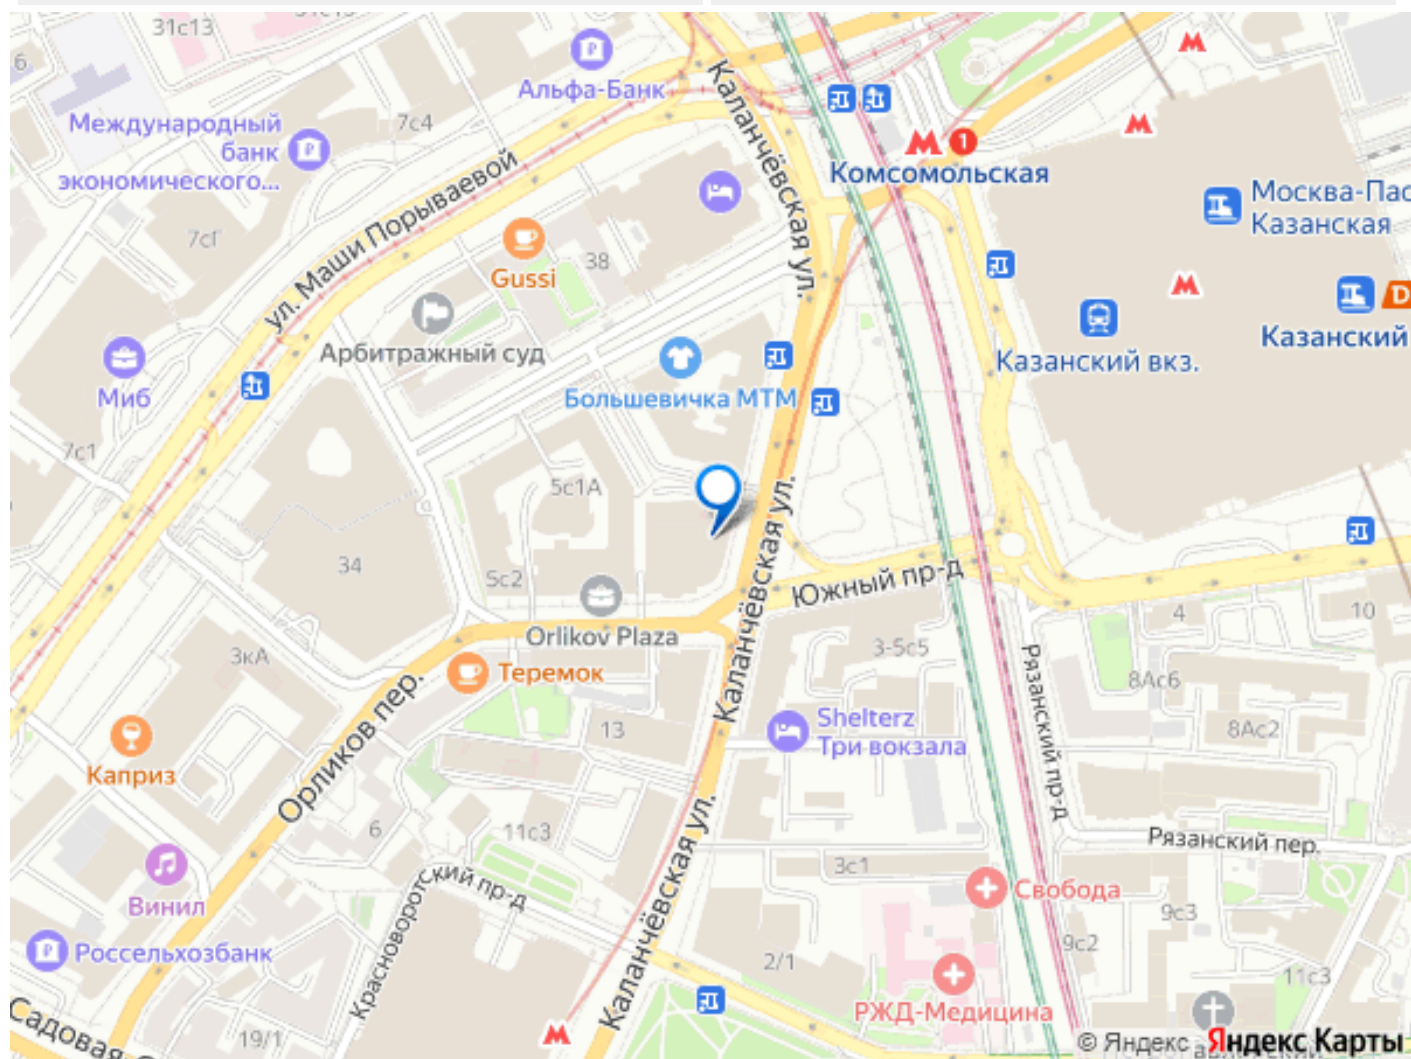 31с13
6
Альфа-Банк
Каланчёвская ул.
Международный
банк
экономического...
7с4
1
Комсомольская
Москва-Пас
Казанская
ул. Маши Порываевой
7сГ
Gussi
38
Арбитражный суд
D
Казанский
Казанский вкз.
Миб
Большевичка МТМ
7с1
5с1А
Каланчёвская ул.
34
5с2
Orlikov Plaza
Южный пр-д
4
10
3кА
Теремок
3-5с5
8Ас6
Рязанский пр-д
Орликов пер.
13
Shelterz
Три вокзала
8Ас2
Каприз
6
11с3
Рязанский пер.
Красноворотский пр-д
Каланчёвская ул.
3с1
Свобода
Винил
9с3
9с2
Россельхозбанк
2/1
11с3
РЖД-Медицина
Садовая-
19/1
© Яндекс Яндекс Карты